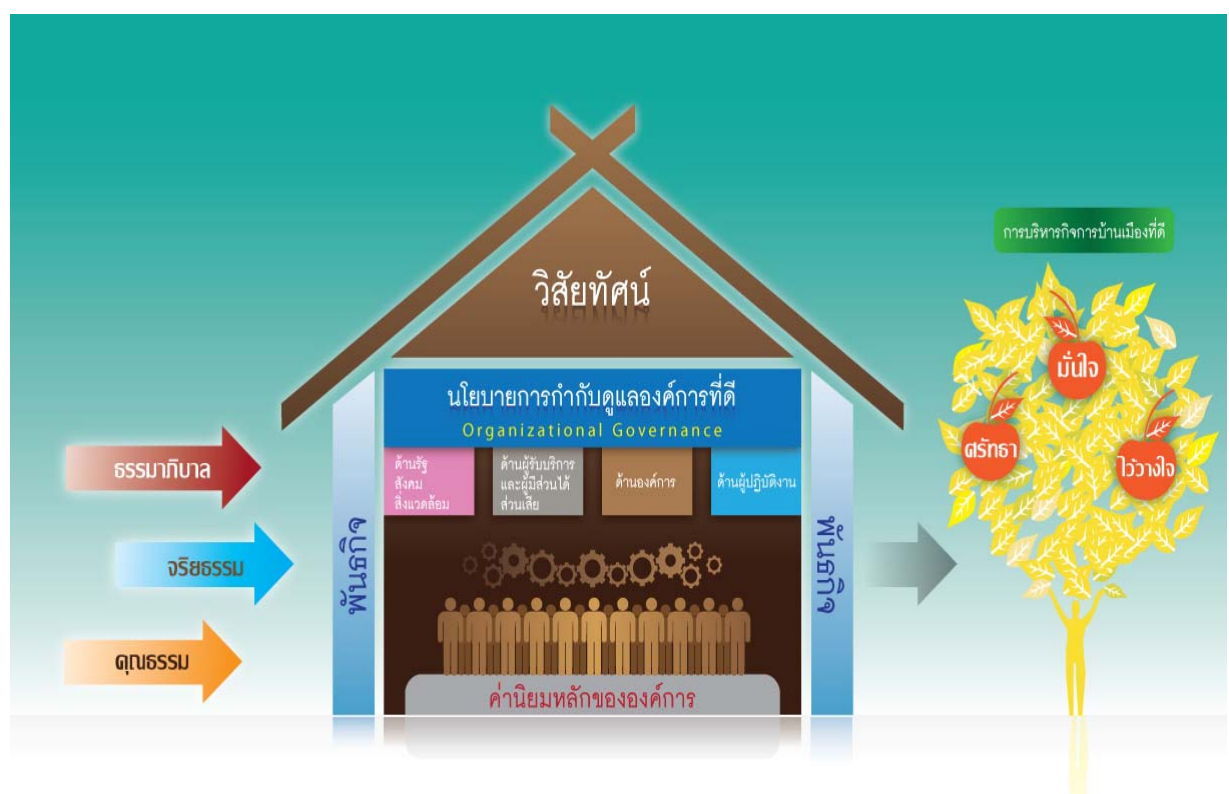 การบริหารกิจการบ้านเมืองที่ดี
วิสัยทัศน์
มั่นใจ
ศรัทธา
ไว้วางใจ
นโยบายการกำกับดูแลองค์การที่ดี
Organizational Governance
ด้านรัฐ
สังคม
สิ่งแวดล้อม
ด้านผู้รับบริการ
และผู้มีส่วนได้
ส่วนเสีย
ด้านองค์การ
ด้านผู้ปฏิบัติงาน
ธรรมาภิบาล
จริยธรรม
คุณธรรม
พันธกิจ
พันธกิจ
ค่านิยมหลักขององค์การ